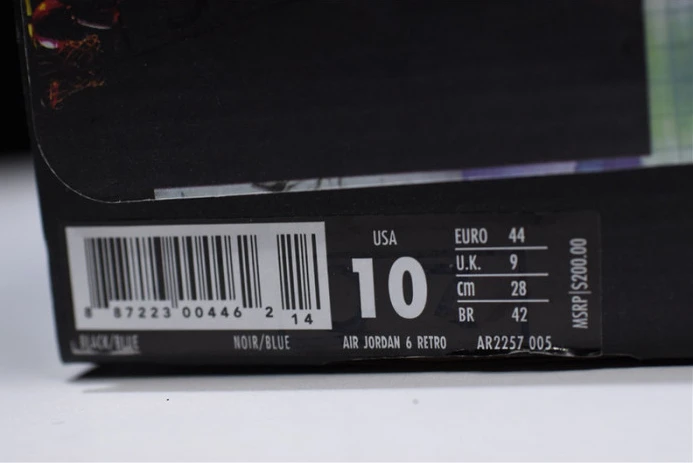 USA
10
EURO 44
U.K. 9
cm 28
BR 42
MSRP|$200.00
8 87223 00446 2 14
BLACK/BLUE
NOIR/BLUE
AIR JORDAN 6 RETRO
AR2257 005